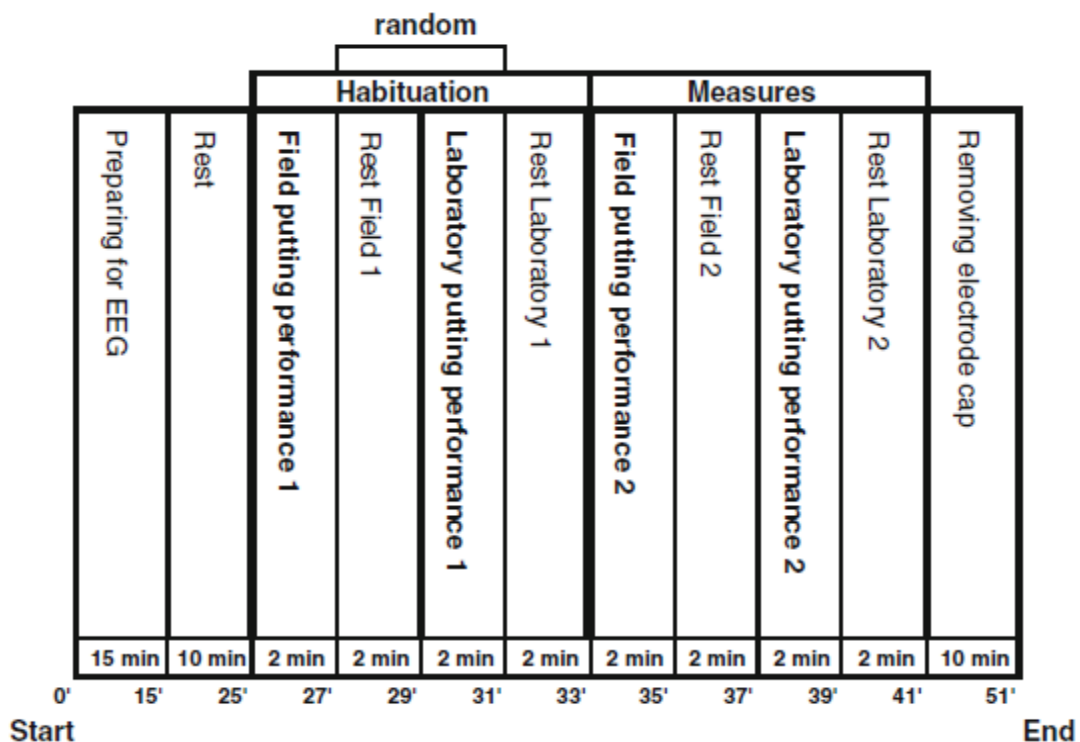 random
Habituation Measures
Preparing for EEG
Rest
Field putting performance 1
Rest Field 1
Laboratory putting performance 1
Rest Laboratory 1
Field putting performance 2
Rest Field 2
Laboratory putting performance 2
Rest Laboratory 2
Removing electrode cap
15 min 10 min 2 min 2 min 2 min 2 min 2 min 2 min 2 min 2 min 10 min
0' 15' 25' 27' 29' 31' 33' 35' 37' 39' 41' 51'
Start End